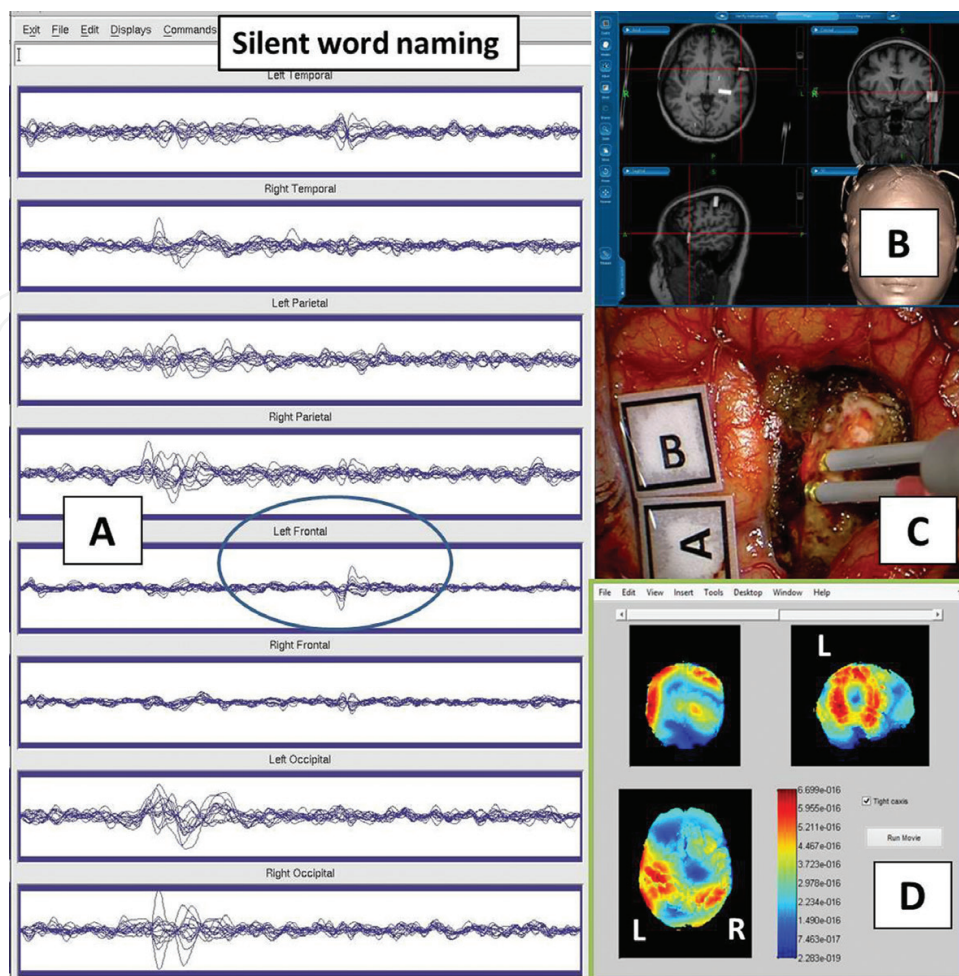 Exit File Edit Displays Commands
Silent word naming
Left Temporal
Right Temporal
Left Parietal
Right Parietal
A
Left Frontal
Right Frontal
Left Occipital
Right Occipital
A
R
L
P
S
R
L
S
A
P
B
B
A
C
File Edit View Insert Tools Desktop Window Help
L
L R
6.699e-016
5.955e-016
5.211e-016
4.467e-016
3.723e-016
2.978e-016
2.234e-016
1.490e-016
7.463e-017
2.283e-019
Tight caxis
Run Movie
D